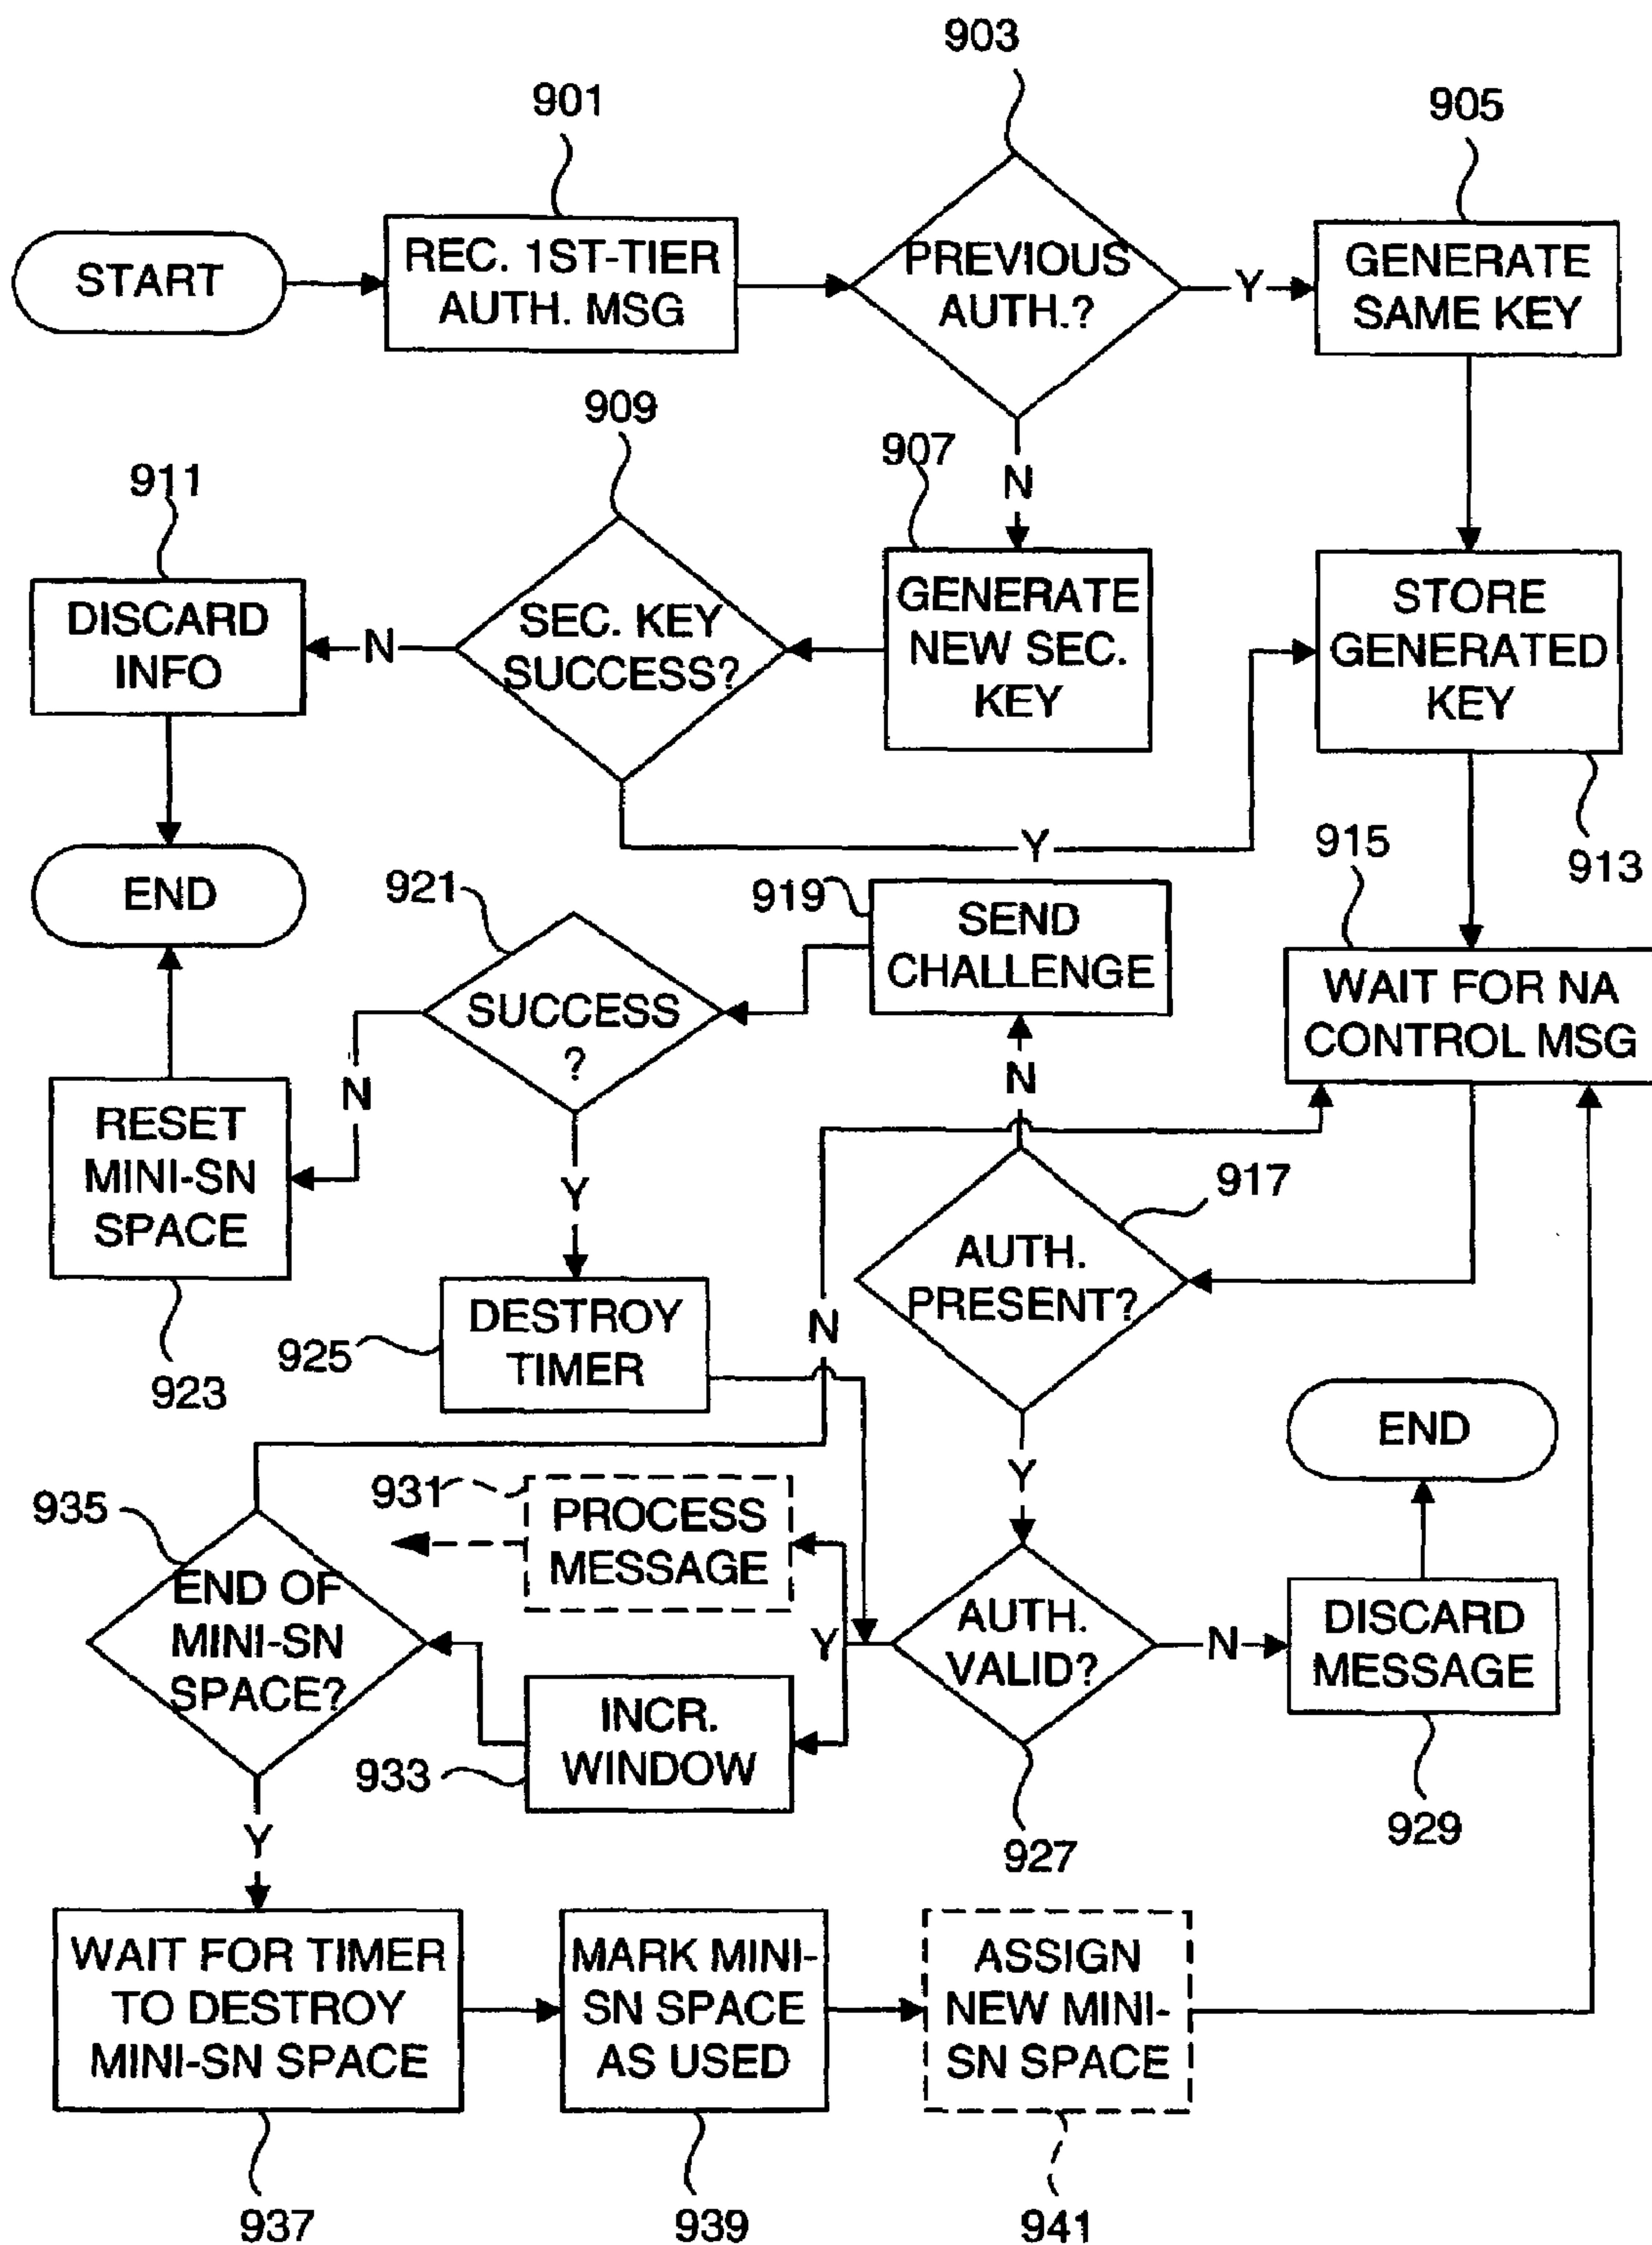 903
901
905
START
REC. 1ST-TIER
AUTH. MSG
PREVIOUS
AUTH.?
Y
GENERATE
SAME KEY
909
907
N
911
DISCARD
INFO
N
SEC. KEY
SUCCESS?
GENERATE
NEW SEC.
KEY
STORE
GENERATED
KEY
Y
915
913
END
921
919
SEND
CHALLENGE
WAIT FOR NA
CONTROL MSG
SUCCESS
?
N
N
RESET
MINI-SN
SPACE
Y
917
AUTH.
PRESENT?
923
925
DESTROY
TIMER
N
END
Y
935
931
PROCESS
MESSAGE
END OF
MINI-SN
SPACE?
Y
AUTH.
VALID?
N
DISCARD
MESSAGE
INCR.
WINDOW
933
927
929
Y
WAIT FOR TIMER
TO DESTROY
MINI-SN SPACE
MARK MINI-
SN SPACE
AS USED
ASSIGN
NEW MINI-
SN SPACE
937
939
941